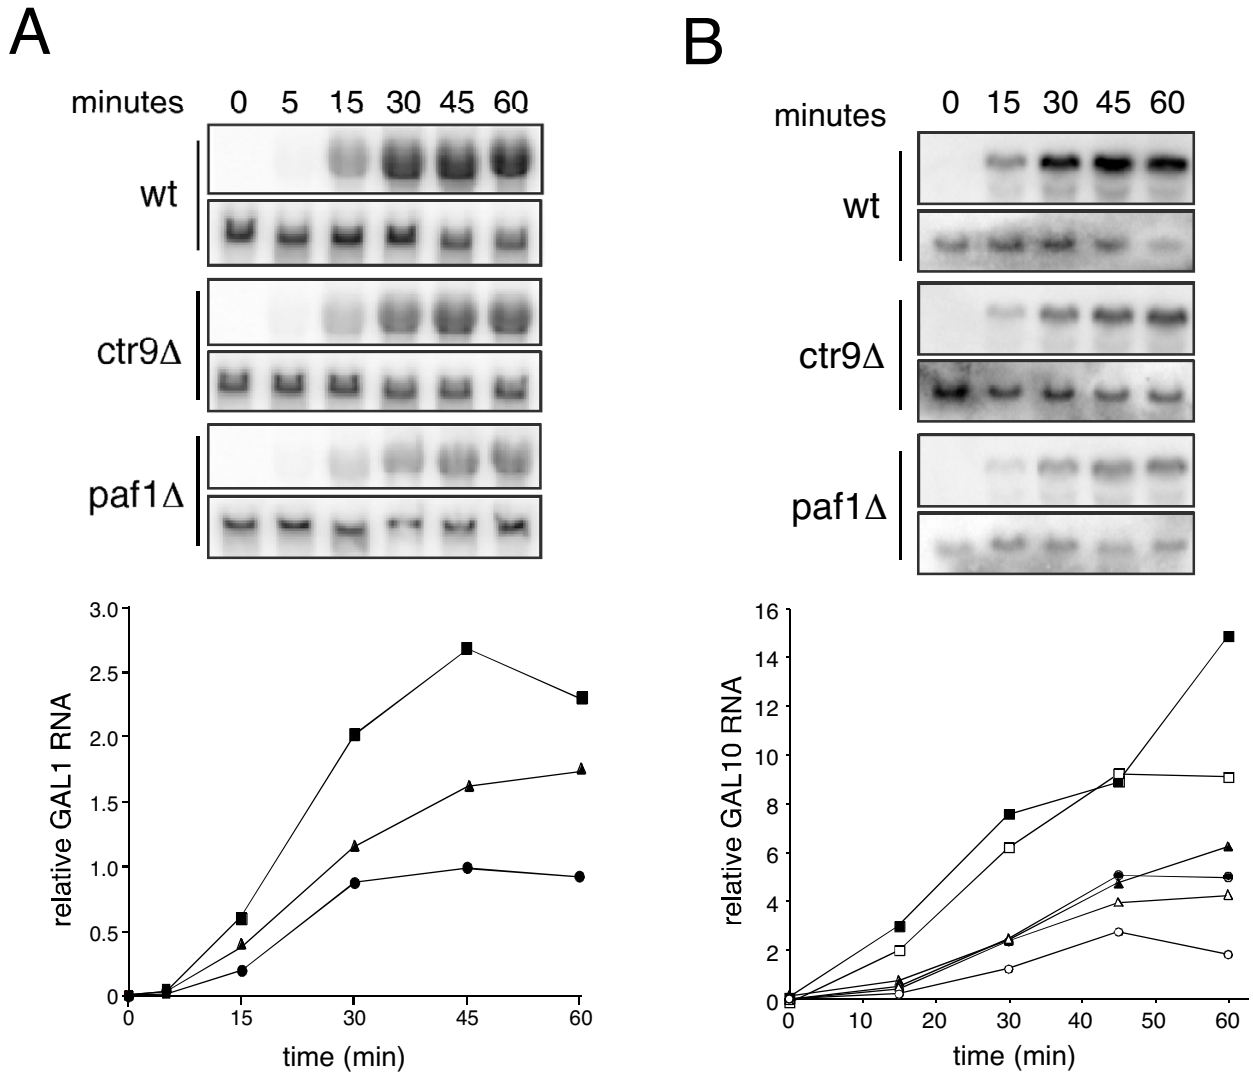 A
minutes 0 5 15 30 45 60
wt
ctr9Δ
paf1Δ
3.0
2.5
2.0
1.5
1.0
0.5
0
relative GAL1 RNA
0 15 30 45 60
time (min)
B
minutes 0 15 30 45 60
wt
ctr9Δ
paf1Δ
16
14
12
10
8
6
4
2
0
relative GAL10 RNA
0 10 20 30 40 50 60
time (min)